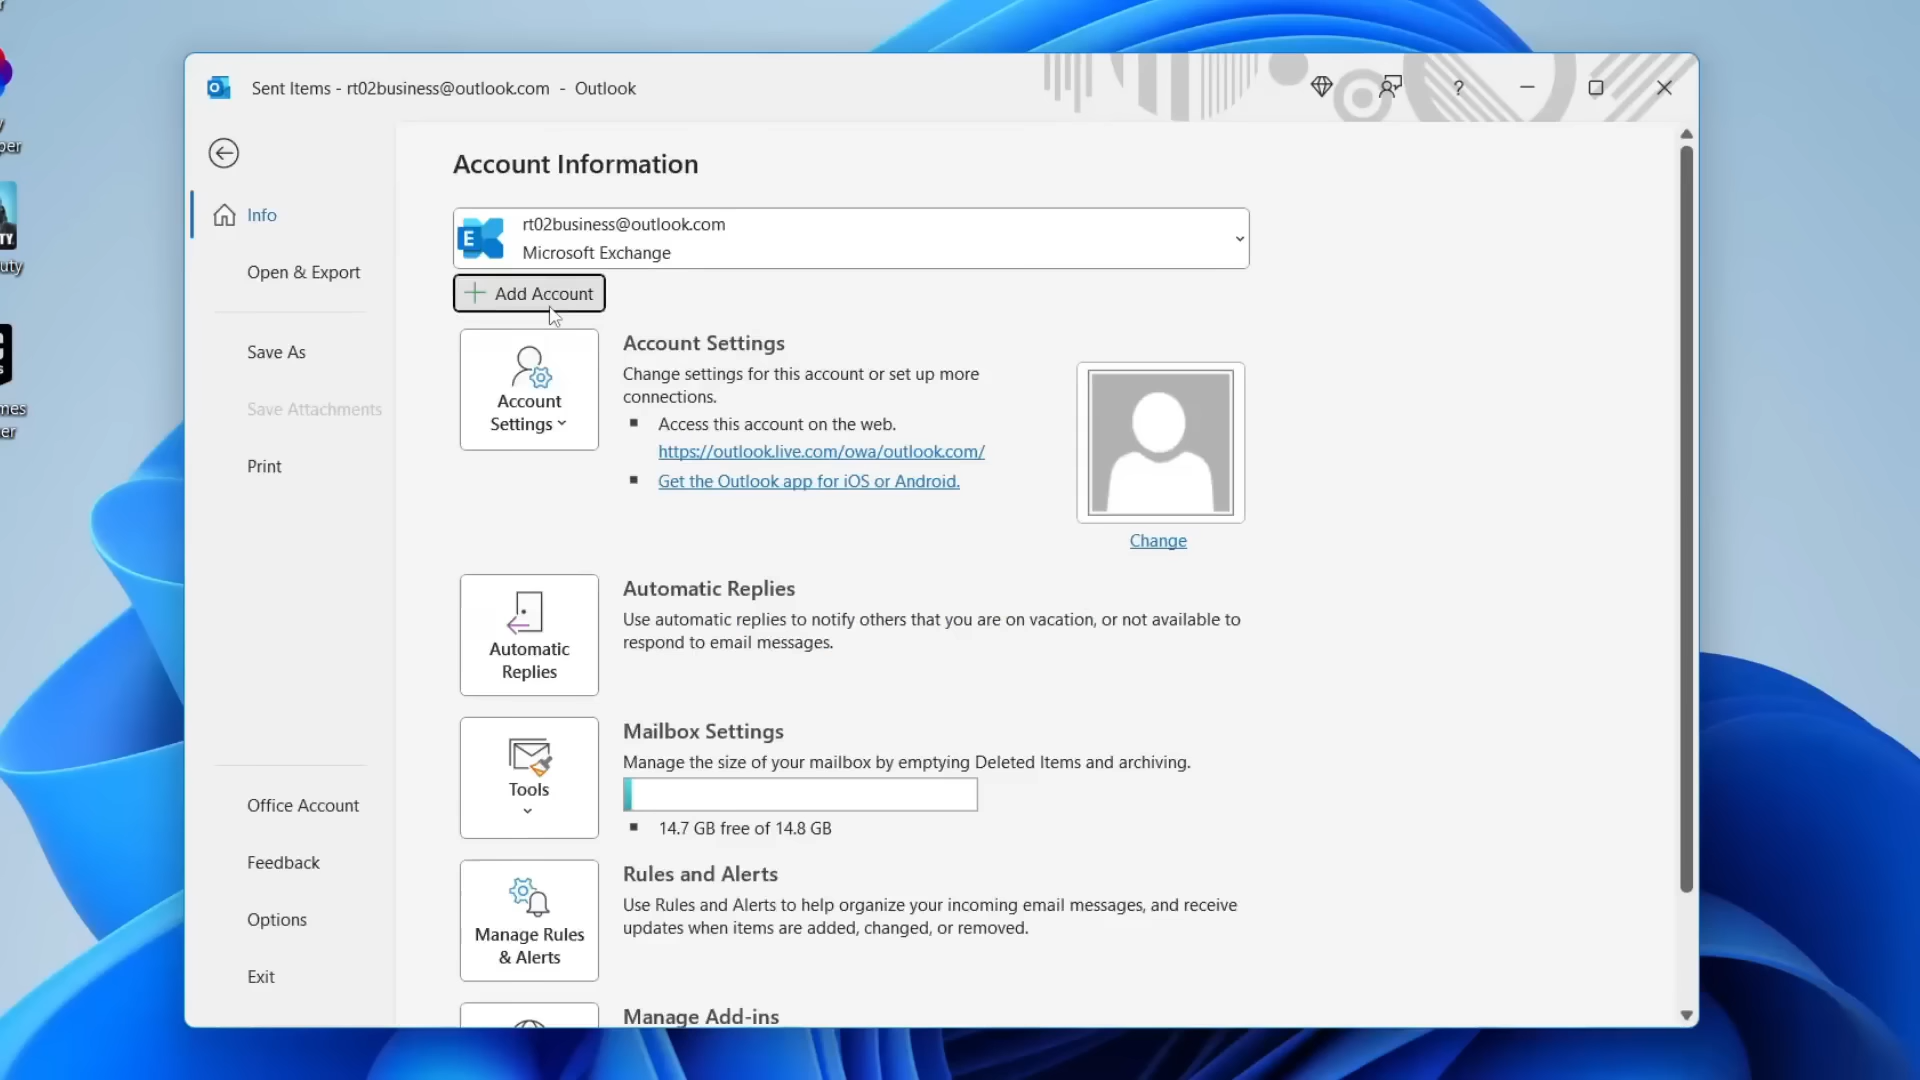 Sent Items - rt02business@outlook.com - Outlook
?
Account Information
Info
Open & Export
Save As
Save Attachments
Print
Office Account
Feedback
Options
Exit
E
rt02business@outlook.com
Microsoft Exchange
Add Account
Account
Settings
Account Settings
Change settings for this account or set up more
connections.
Access this account on the web.
https://outlook.live.com/owa/outlook.com/
Get the Outlook app for iOS or Android.
Change
Automatic
Replies
Automatic Replies
Use automatic replies to notify others that you are on vacation, or not available to
respond to email messages.
Tools
Mailbox Settings
Manage the size of your mailbox by emptying Deleted Items and archiving.
14.7 GB free of 14.8 GB
Manage Rules
& Alerts
Rules and Alerts
Use Rules and Alerts to help organize your incoming email messages, and receive
updates when items are added, changed, or removed.
Manage Add-ins